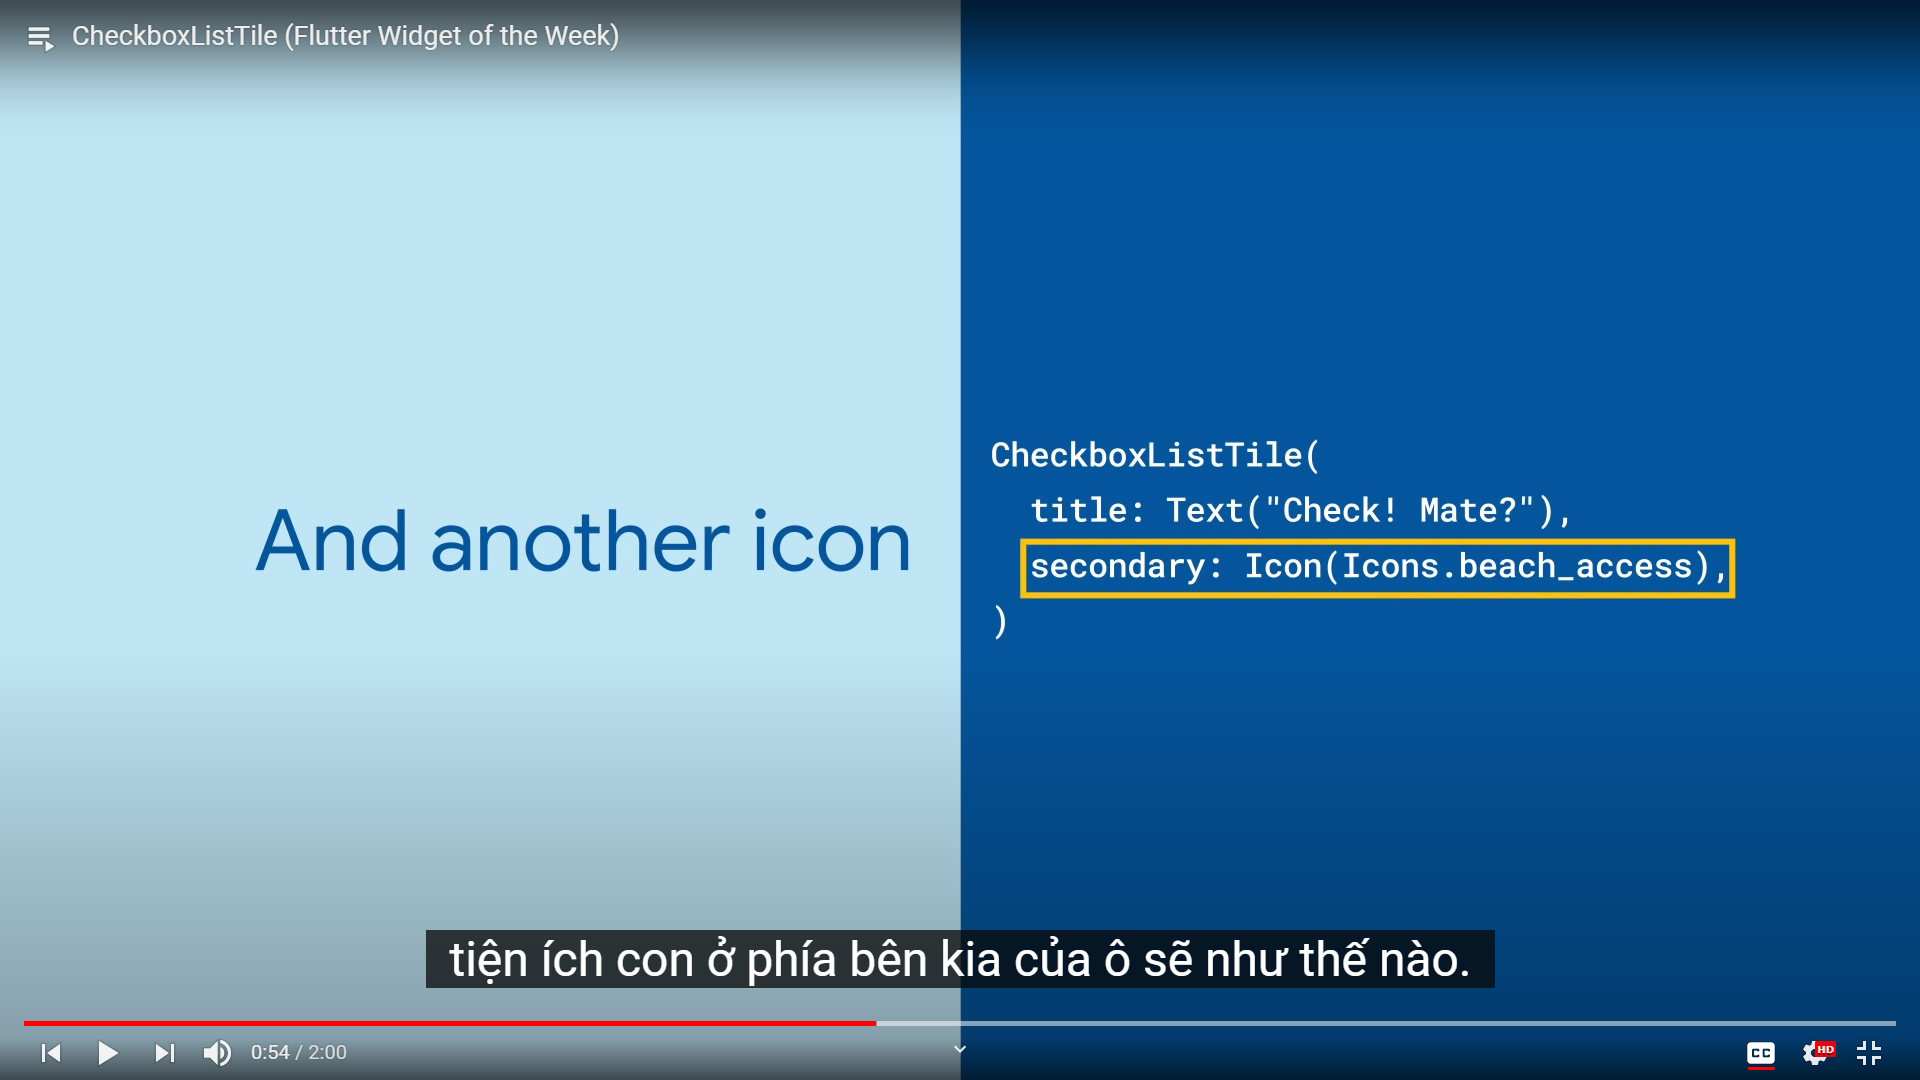 CheckboxListTile (Flutter Widget of the Week)
And another icon
CheckboxListTile(
title: Text("Check! Mate?"),
secondary: Icon(Icons.beach_access),
)
tiện ích con ở phía bên kia của ô sẽ như thế nào.
0:54 / 2:00
CC
HD